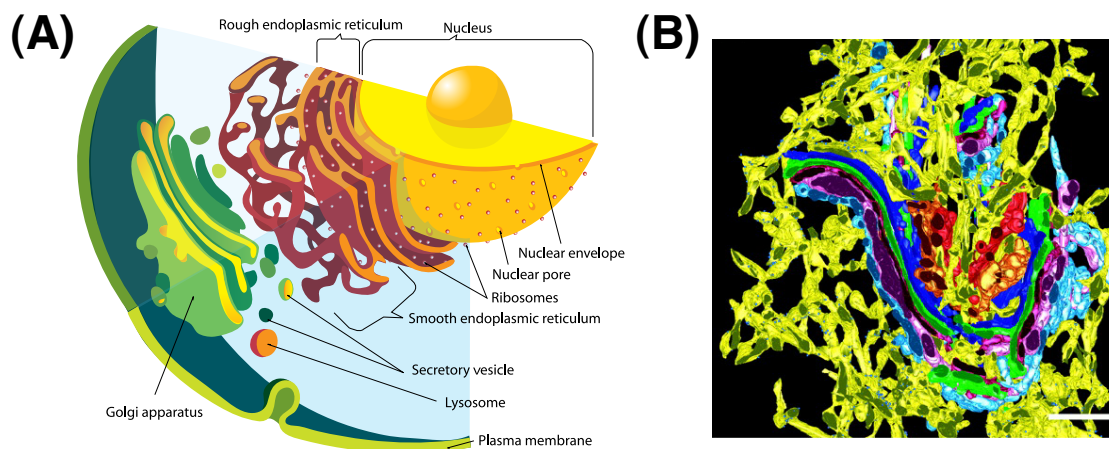 (A)
(B)
Rough endoplasmic reticulum
Nucleus
Nuclear envelope
Nuclear pore
Ribosomes
Smooth endoplasmic reticulum
Secretory vesicle
Lysosome
Golgi apparatus
Plasma membrane